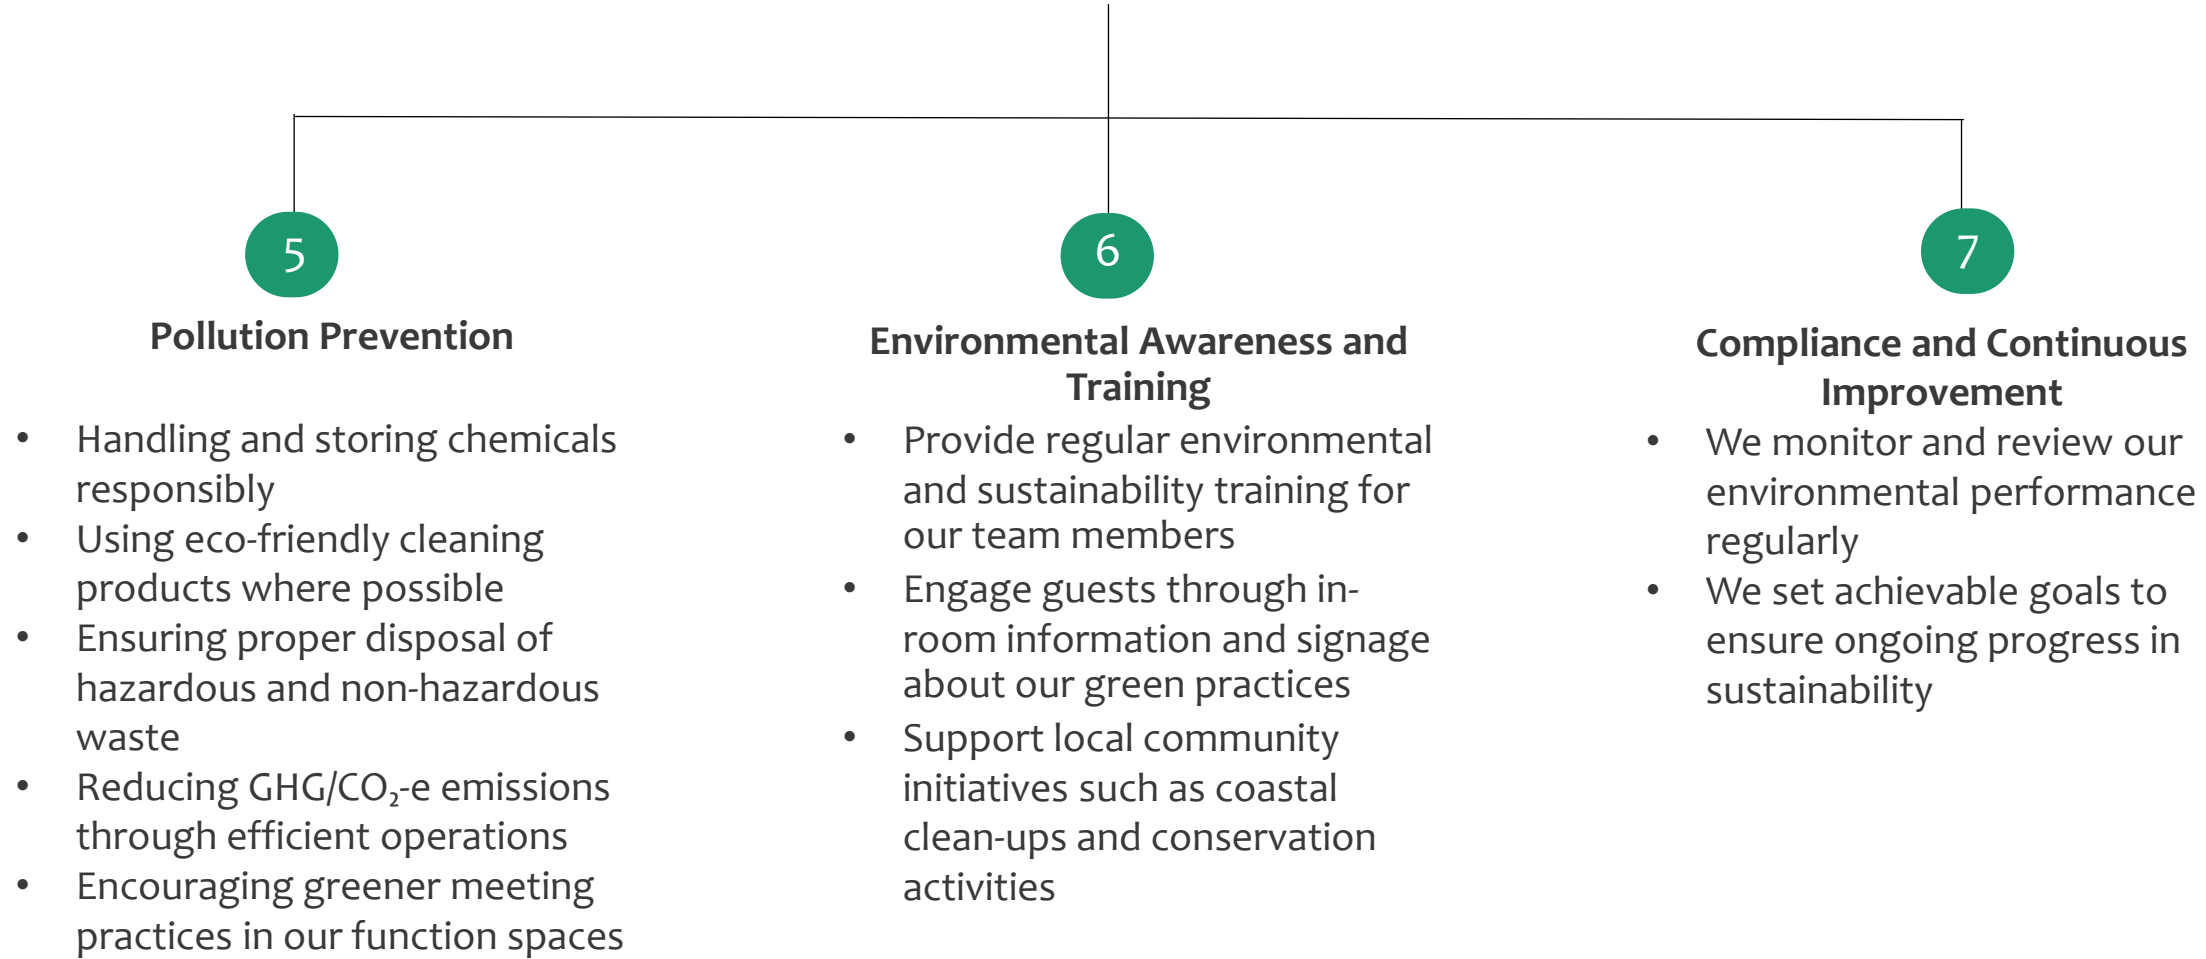 5
Pollution Prevention
• Handling and storing chemicals
responsibly
• Using eco-friendly cleaning
products where possible
• Ensuring proper disposal of
hazardous and non-hazardous
waste
• Reducing GHG/CO₂-e emissions
through efficient operations
• Encouraging greener meeting
practices in our function spaces
6
Environmental Awareness and
Training
• Provide regular environmental
and sustainability training for
our team members
• Engage guests through in-
room information and signage
about our green practices
• Support local community
initiatives such as coastal
clean-ups and conservation
activities
7
Compliance and Continuous
Improvement
• We monitor and review our
environmental performance
regularly
• We set achievable goals to
ensure ongoing progress in
sustainability